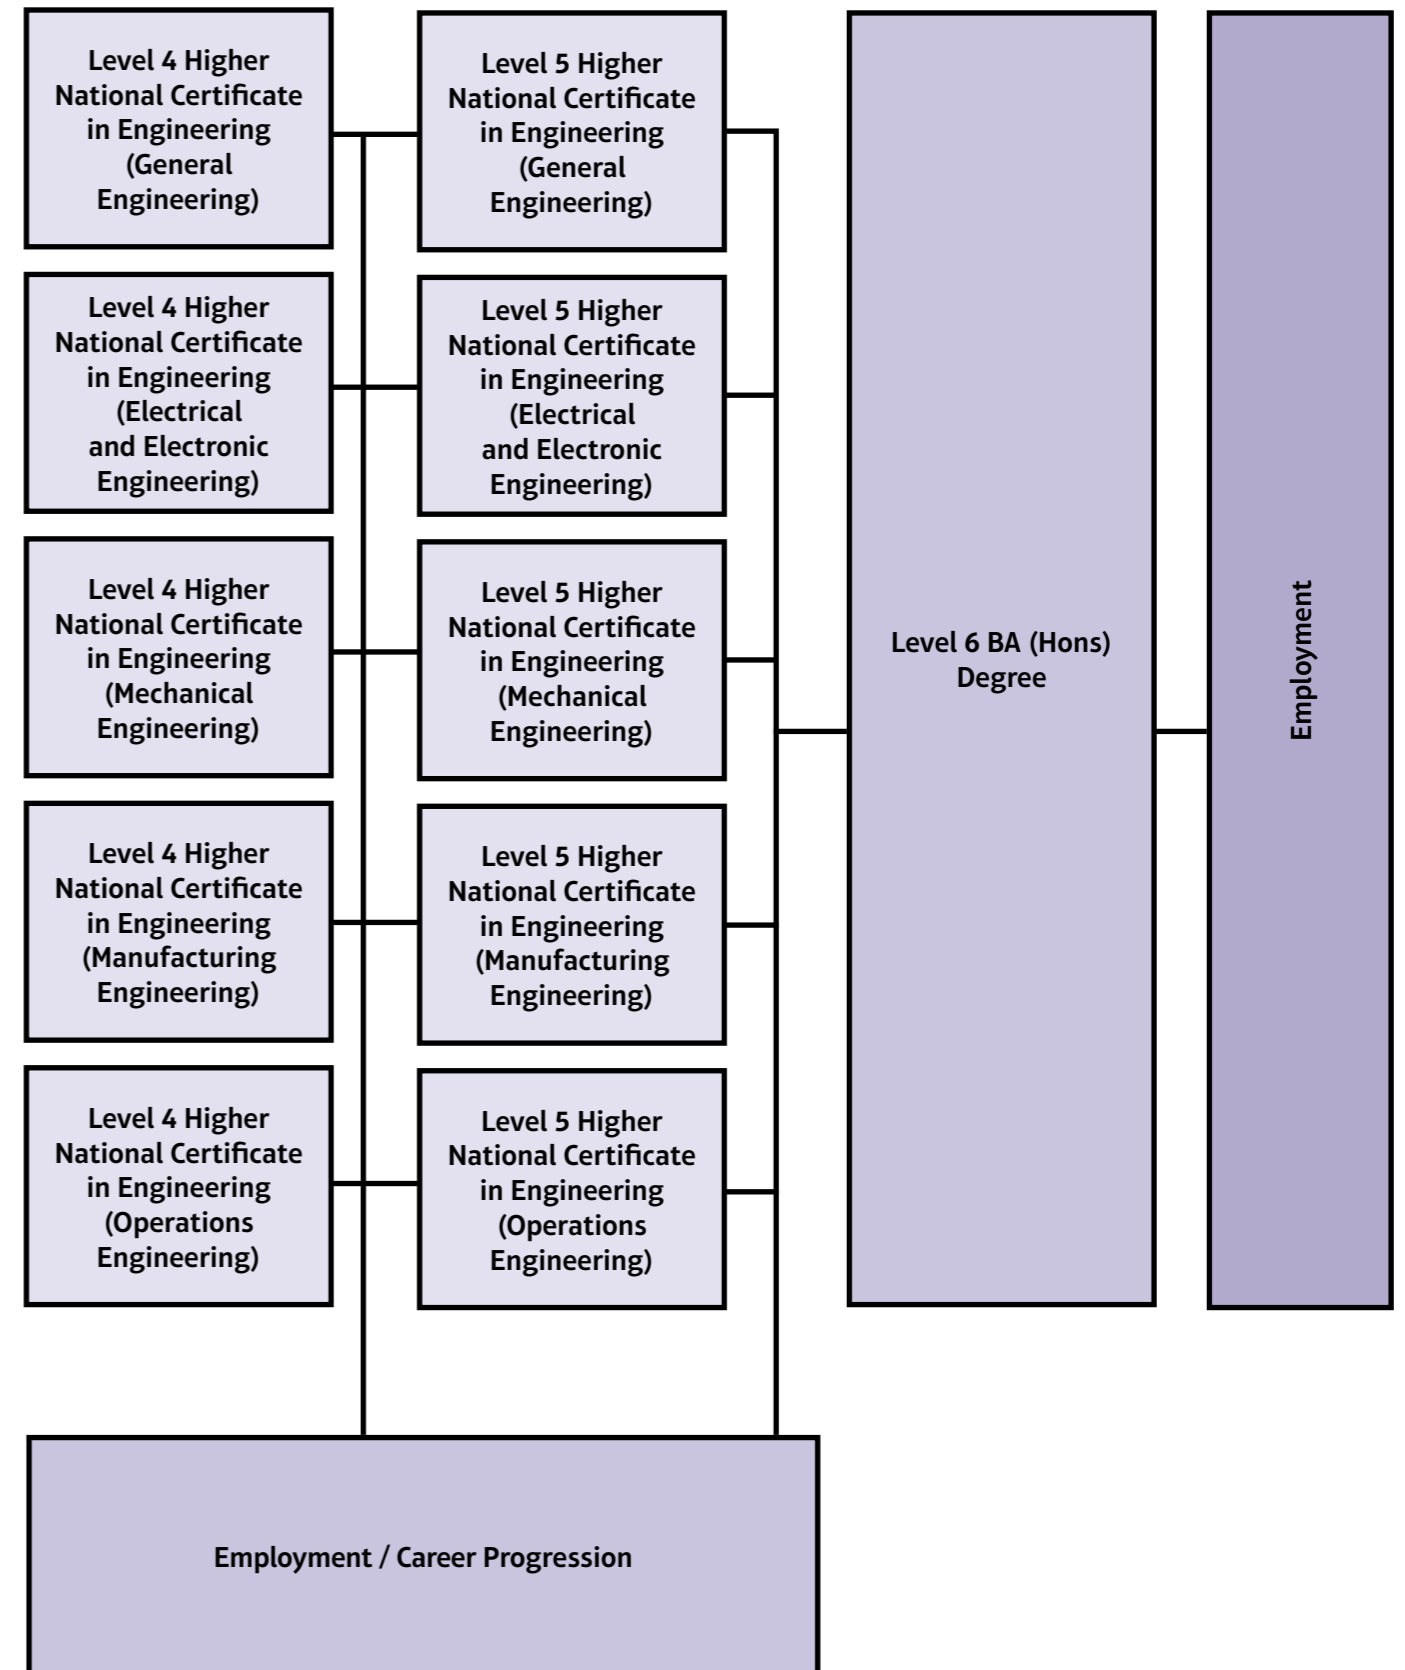 Level 4 Higher
National Certificate
in Engineering
(General
Engineering)
Level 5 Higher
National Certificate
in Engineering
(General
Engineering)
Level 4 Higher
National Certificate
in Engineering
(Electrical
and Electronic
Engineering)
Level 5 Higher
National Certificate
in Engineering
(Electrical
and Electronic
Engineering)
Level 4 Higher
National Certificate
in Engineering
(Mechanical
Engineering)
Level 5 Higher
National Certificate
in Engineering
(Mechanical
Engineering)
Level 4 Higher
National Certificate
in Engineering
(Manufacturing
Engineering)
Level 5 Higher
National Certificate
in Engineering
(Manufacturing
Engineering)
Level 4 Higher
National Certificate
in Engineering
(Operations
Engineering)
Level 5 Higher
National Certificate
in Engineering
(Operations
Engineering)
Level 6 BA (Hons)
Degree
Employment
Employment / Career Progression